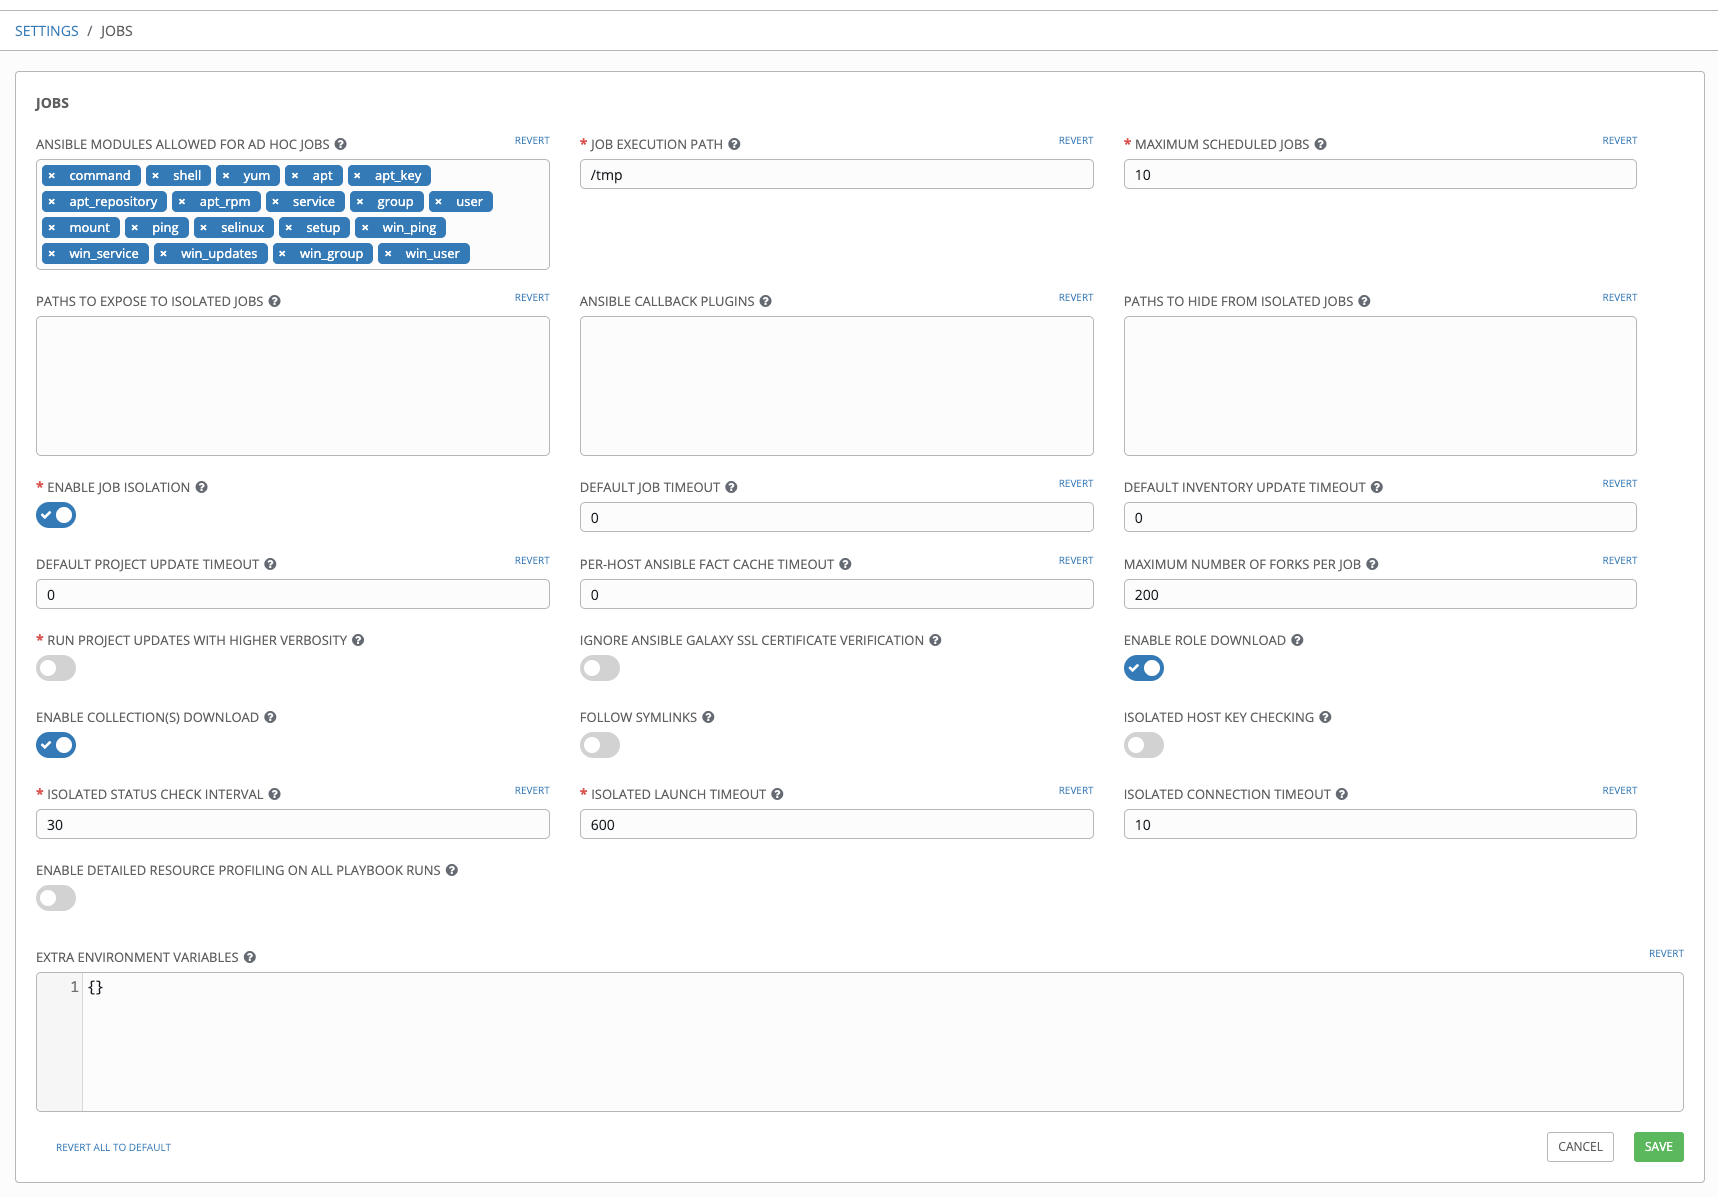 SETTINGS / JOBS
JOBS
ANSIBLE MODULES ALLOWED FOR AD HOC JOBS ? REVERT
× command × shell × yum × apt × apt_key
× apt_repository × apt_rpm × service × group × user
× mount × ping × selinux × setup × win_ping
× win_service × win_updates × win_group × win_user
* JOB EXECUTION PATH ? REVERT
/tmp
* MAXIMUM SCHEDULED JOBS ? REVERT
10
PATHS TO EXPOSE TO ISOLATED JOBS ? REVERT
ANSIBLE CALLBACK PLUGINS ? REVERT
PATHS TO HIDE FROM ISOLATED JOBS ? REVERT
* ENABLE JOB ISOLATION ?
DEFAULT JOB TIMEOUT ? REVERT
0
DEFAULT INVENTORY UPDATE TIMEOUT ? REVERT
0
DEFAULT PROJECT UPDATE TIMEOUT ? REVERT
0
PER-HOST ANSIBLE FACT CACHE TIMEOUT ? REVERT
0
MAXIMUM NUMBER OF FORKS PER JOB ? REVERT
200
* RUN PROJECT UPDATES WITH HIGHER VERBOSITY ?
IGNORE ANSIBLE GALAXY SSL CERTIFICATE VERIFICATION ?
ENABLE ROLE DOWNLOAD ?
ENABLE COLLECTION(S) DOWNLOAD ?
FOLLOW SYMLINKS ?
ISOLATED HOST KEY CHECKING ?
* ISOLATED STATUS CHECK INTERVAL ? REVERT
30
* ISOLATED LAUNCH TIMEOUT ? REVERT
600
ISOLATED CONNECTION TIMEOUT ? REVERT
10
ENABLE DETAILED RESOURCE PROFILING ON ALL PLAYBOOK RUNS ?
EXTRA ENVIRONMENT VARIABLES ? REVERT
1 {}
REVERT ALL TO DEFAULT CANCEL SAVE